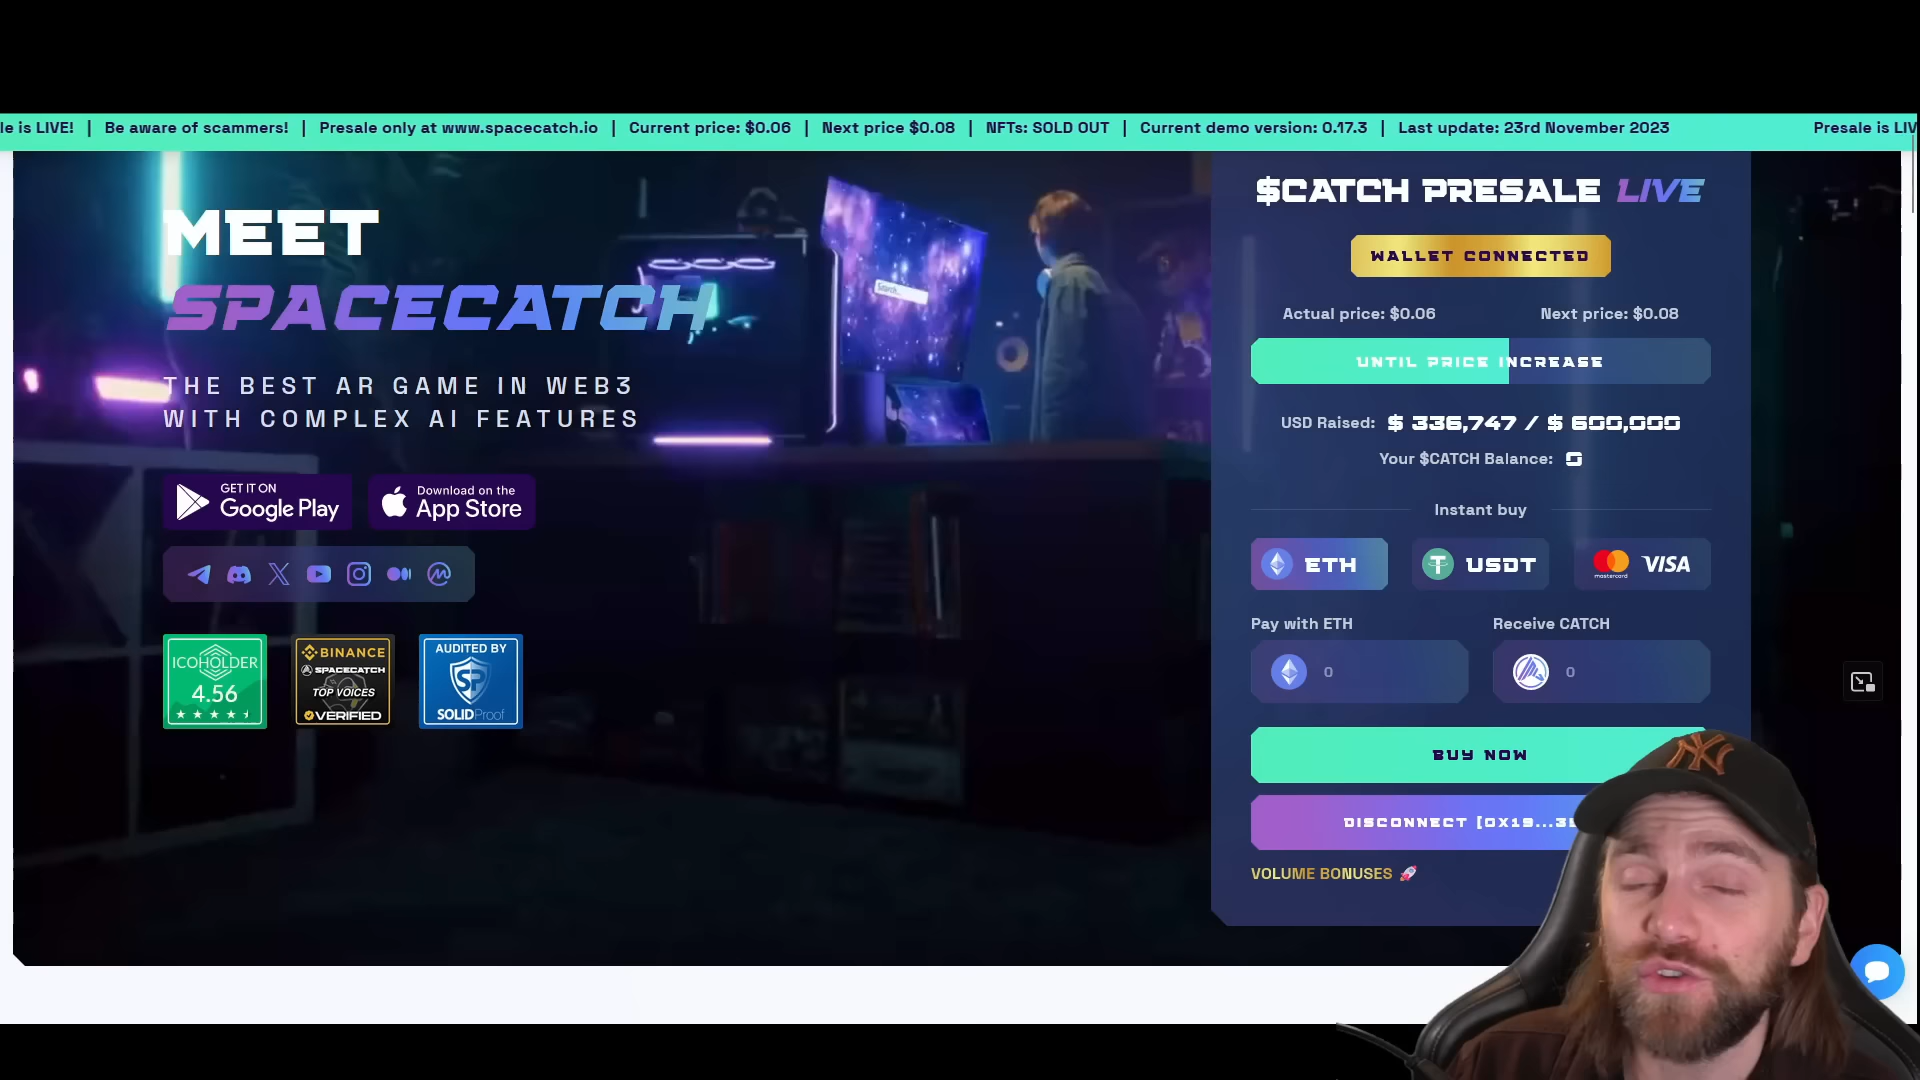 le is LIVE! | Be aware of scammers! | Presale only at www.spacecatch.io | Current price: $0.06 | Next price $0.08 | NFTs: SOLD OUT | Current demo version: 0.17.3 | Last update: 23rd November 2023 Presale is LIV
MEET
SPACECATCH
THE BEST AR GAME IN WEB3
WITH COMPLEX AI FEATURES
GET IT ON
Google Play
Download on the
App Store
ICOHOLDER
4.56
BINANCE
SPACECATCH
TOP VOICES
VERIFIED
AUDITED BY
SOLIDProof
Search...
$CATCH PRESALE LIVE
WALLET CONNECTED
Actual price: $0.06 Next price: $0.08
UNTIL PRICE INCREASE
USD Raised: $ 336,747 / $ 600,000
Your $CATCH Balance:
Instant buy
ETH USDT mastercard VISA
Pay with ETH Receive CATCH
0 0
BUY NOW
DISCONNECT [0X19...3
VOLUME BONUSES 🚀
NY